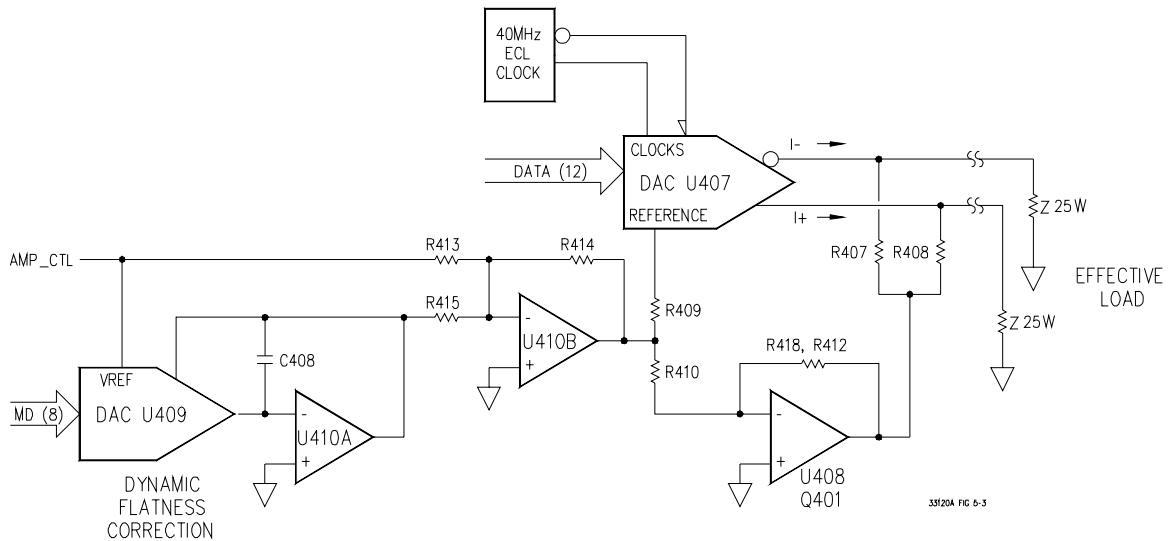 40MHz
ECL
CLOCK
I-
CLOCKS
DATA (12)
DAC U407
REFERENCE
I+
Z 25W
R407
R408
EFFECTIVE
LOAD
AMP_CTL
R413
R414
R415
R409
Z 25W
-
U410B
+
C408
R410
R418, R412
VREF
MD (8)
DAC U409
-
U410A
+
-
+
U408
Q401
DYNAMIC
FLATNESS
CORRECTION
33120A FIG 5-3